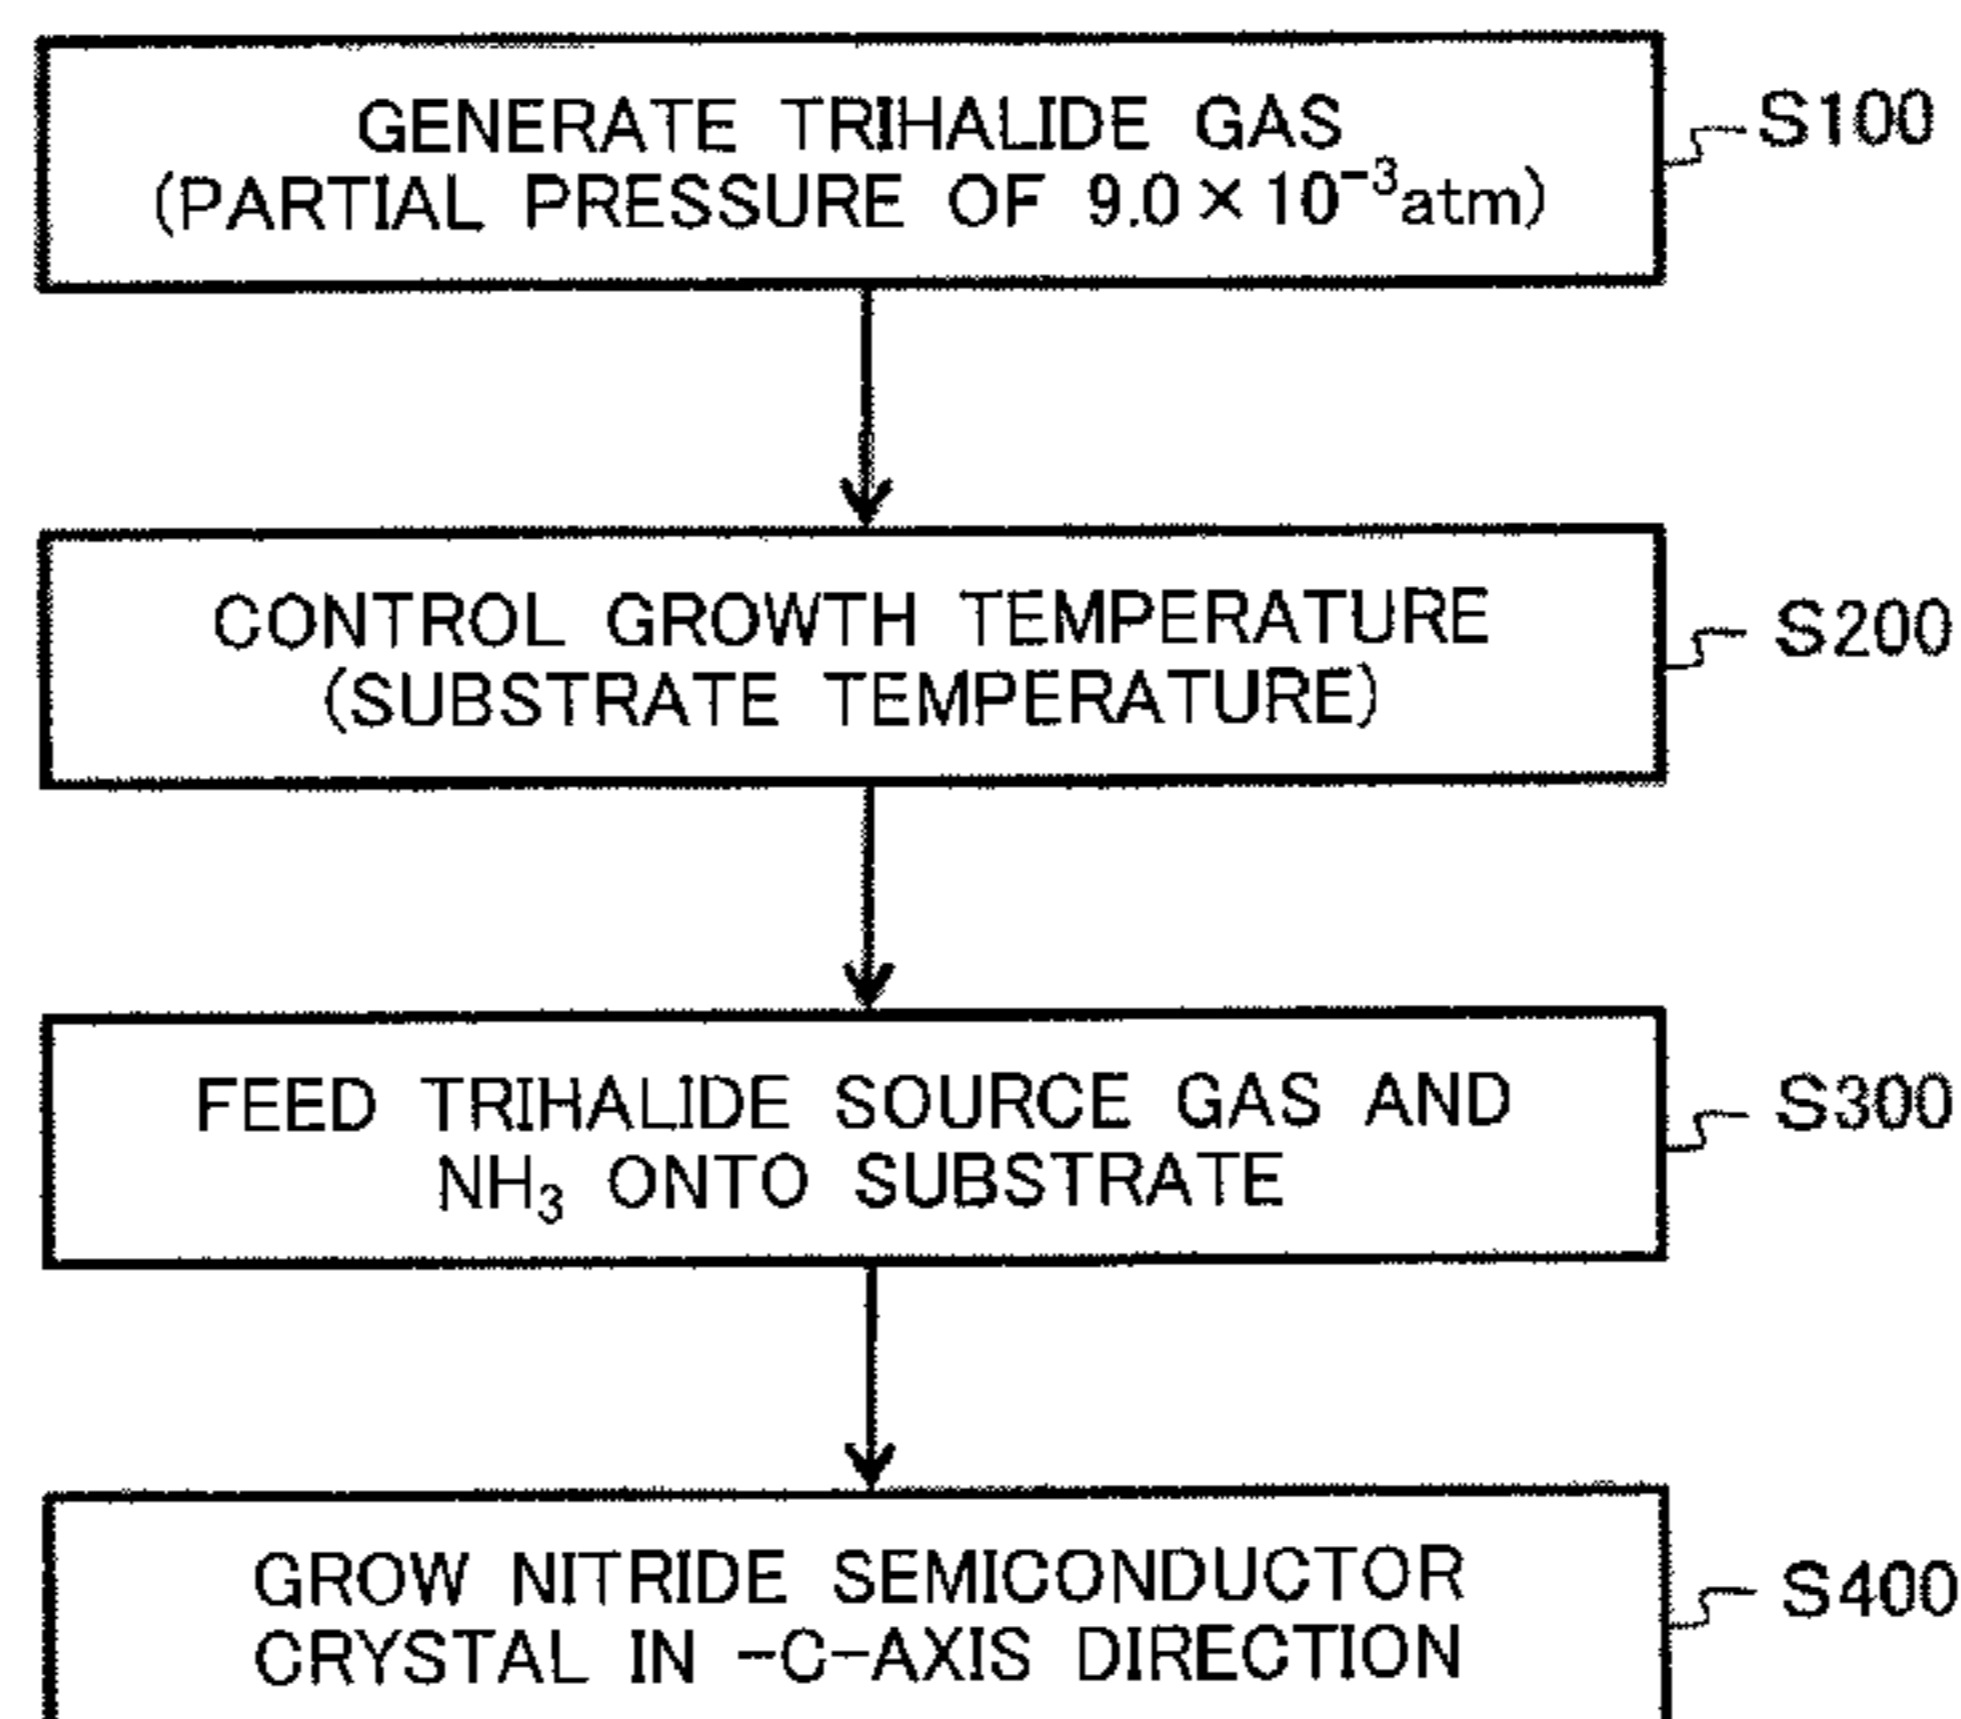 GENERATE TRIHALIDE GAS
(PARTIAL PRESSURE OF 9.0×10⁻³atm)
S100
CONTROL GROWTH TEMPERATURE
(SUBSTRATE TEMPERATURE)
S200
FEED TRIHALIDE SOURCE GAS AND
NH₃ ONTO SUBSTRATE
S300
GROW NITRIDE SEMICONDUCTOR
CRYSTAL IN -C-AXIS DIRECTION
S400